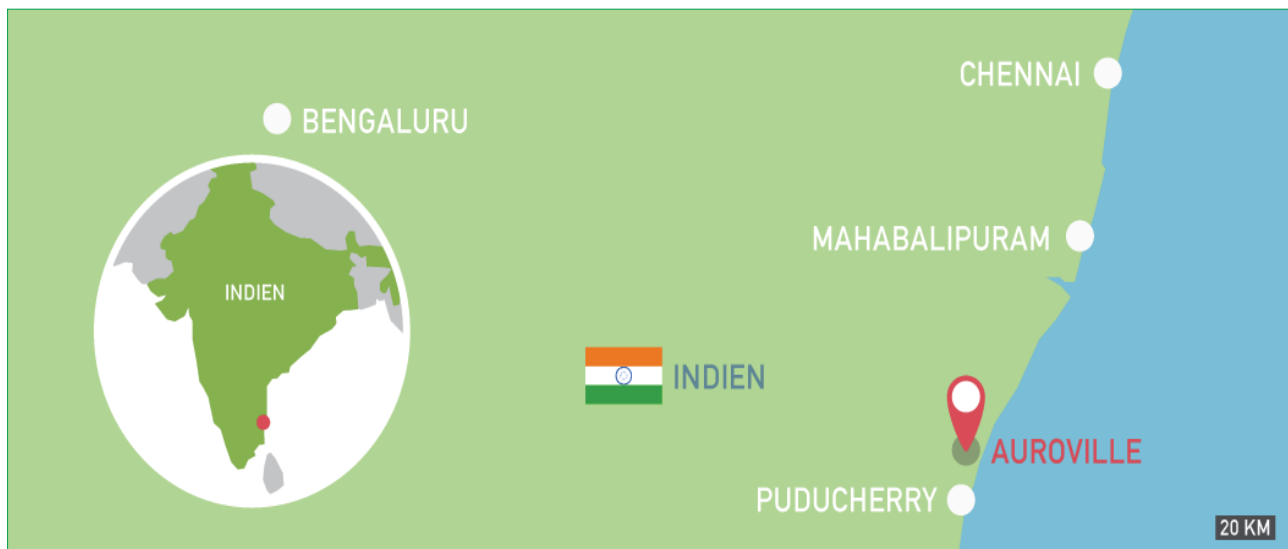 CHENNAI
BENGALURU
MAHABALIPURAM
INDIEN
INDIEN
AUROVILLE
PUDUCHERRY
20 KM